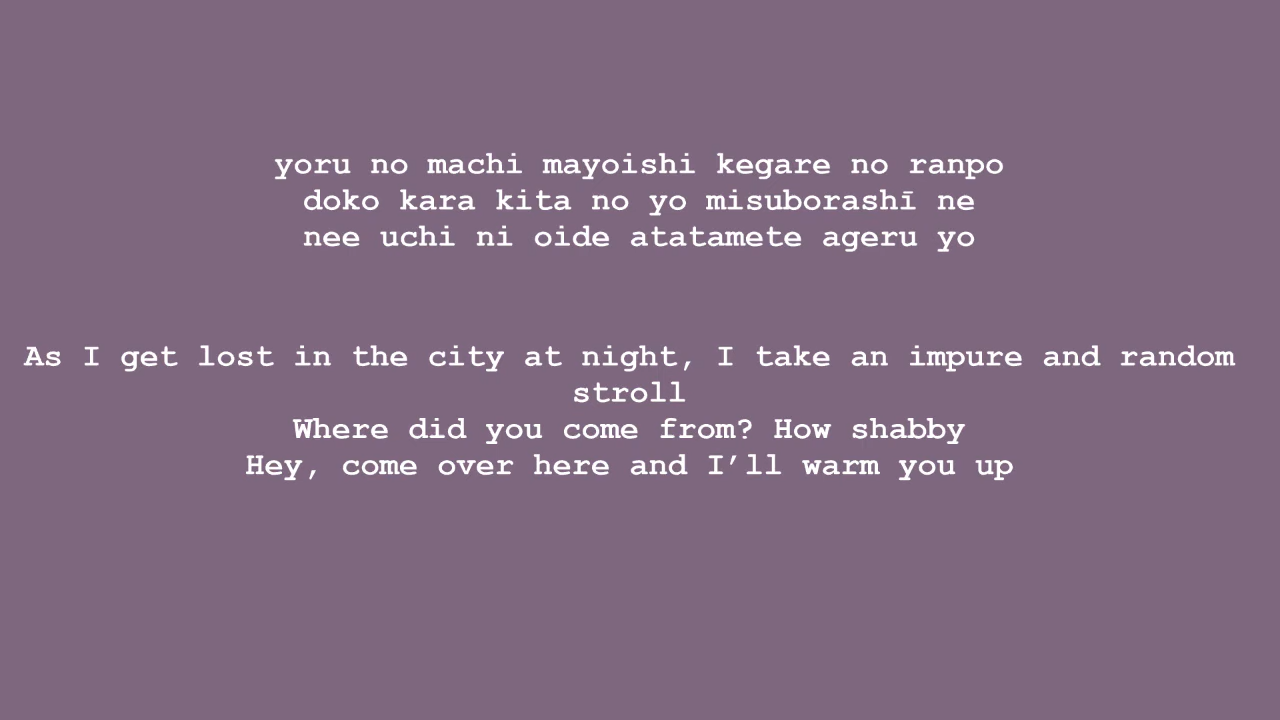 yoru no machi mayoishi kegare no ranpo
doko kara kita no yo misuborashī ne
nee uchi ni oide atatamete ageru yo
As I get lost in the city at night, I take an impure and random
stroll
Where did you come from? How shabby
Hey, come over here and I’ll warm you up